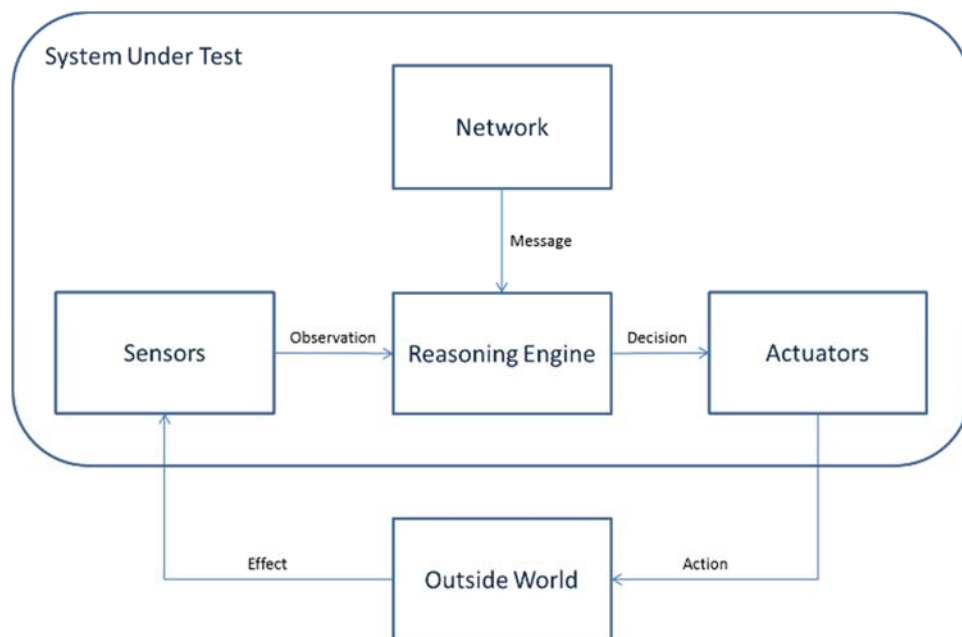 System Under Test
Network
Message
Sensors
Observation
Reasoning Engine
Decision
Actuators
Effect
Outside World
Action